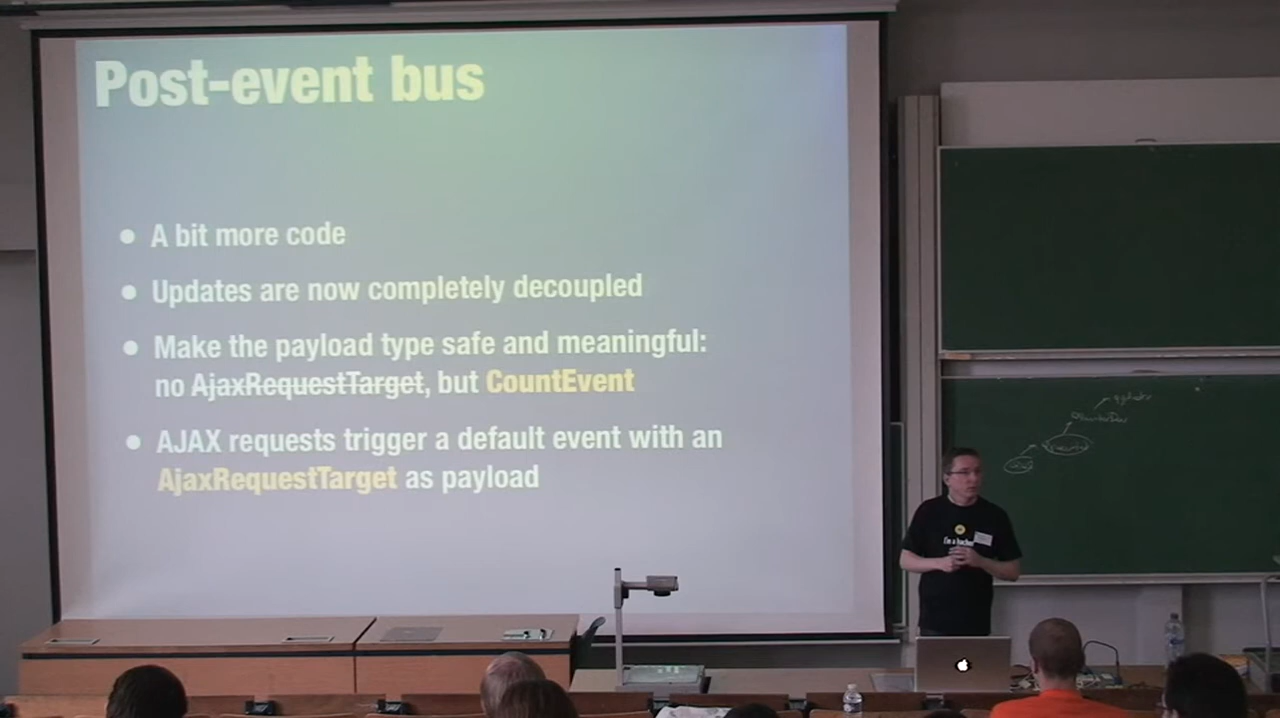 Post-event bus
● A bit more code
● Updates are now completely decoupled
● Make the payload type safe and meaningful:
no AjaxRequestTarget, but CountEvent
● AJAX requests trigger a default event with an
AjaxRequestTarget as payload
I'm a